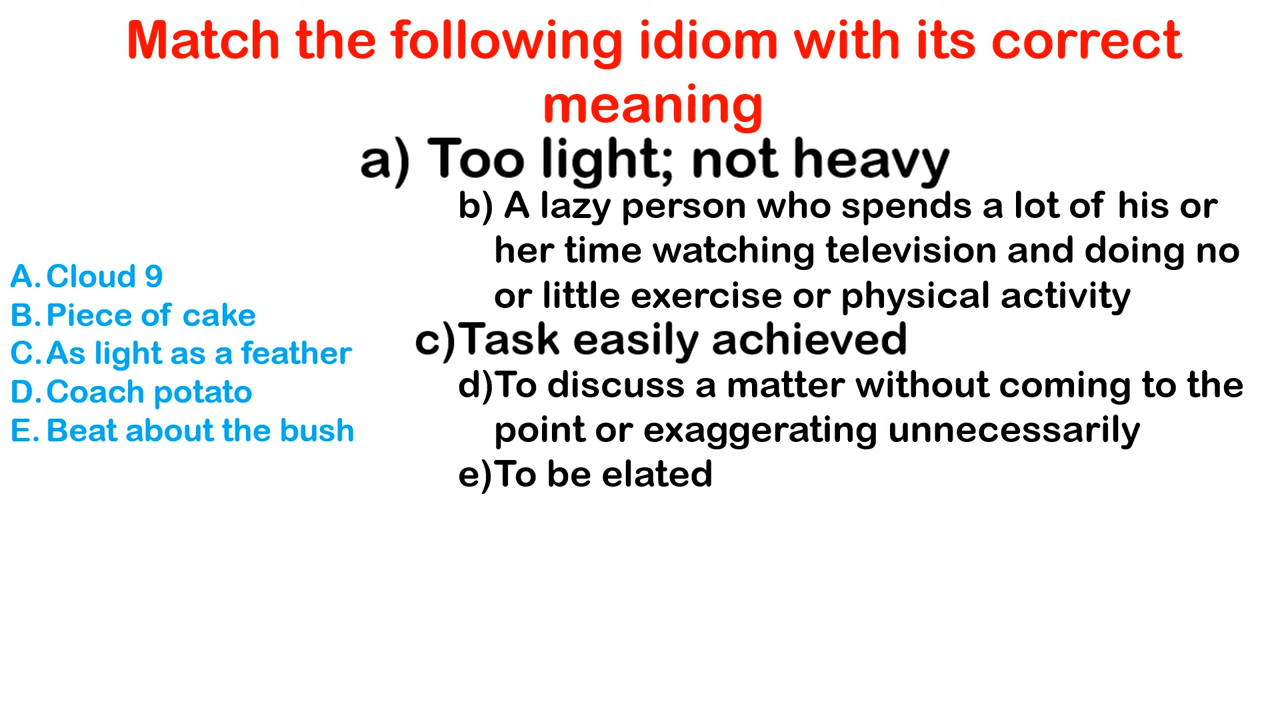 Match the following idiom with its correct
meaning
a) Too light; not heavy
b) A lazy person who spends a lot of his or
her time watching television and doing no
or little exercise or physical activity
c)Task easily achieved
d)To discuss a matter without coming to the
point or exaggerating unnecessarily
e)To be elated
A. Cloud 9
B. Piece of cake
C. As light as a feather
D. Coach potato
E. Beat about the bush